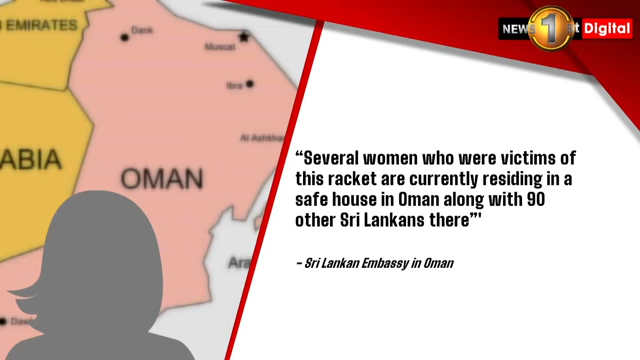 EMIRATES
Dank
Muscat
Ibra
Al Ashkha
ABIA
OMAN
Ara
NEWS 1st Digital
“Several women who were victims of
this racket are currently residing in a
safe house in Oman along with 90
other Sri Lankans there”'
- Sri Lankan Embassy in Oman